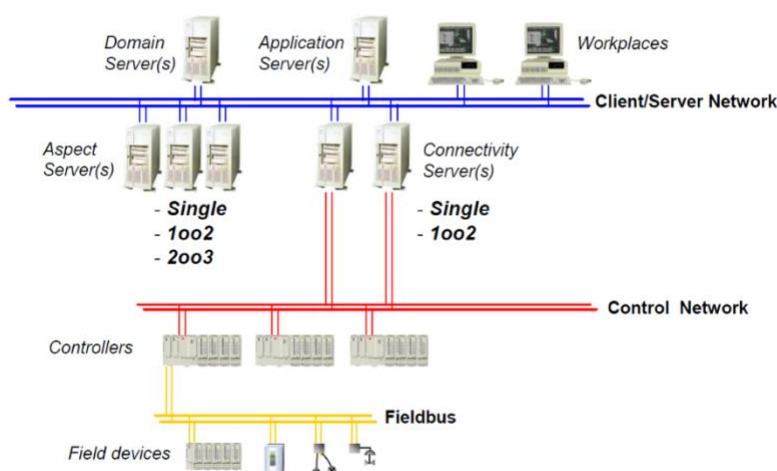 Domain
Server(s)
Application
Server(s)
Workplaces
Client/Server Network
Aspect
Server(s)
Connectivity
Server(s)
- Single
- 1oo2
- 2oo3
- Single
- 1oo2
Control Network
Controllers
Fieldbus
Field devices